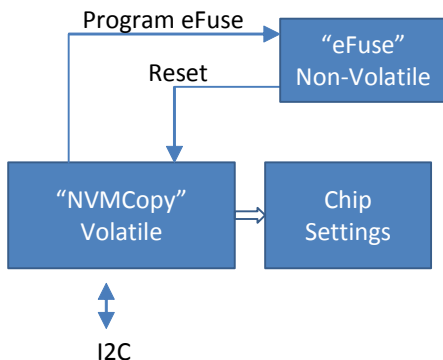 Program eFuse
“eFuse”
Non-Volatile
Reset
“NVMCopy”
Volatile
Chip
Settings
I2C